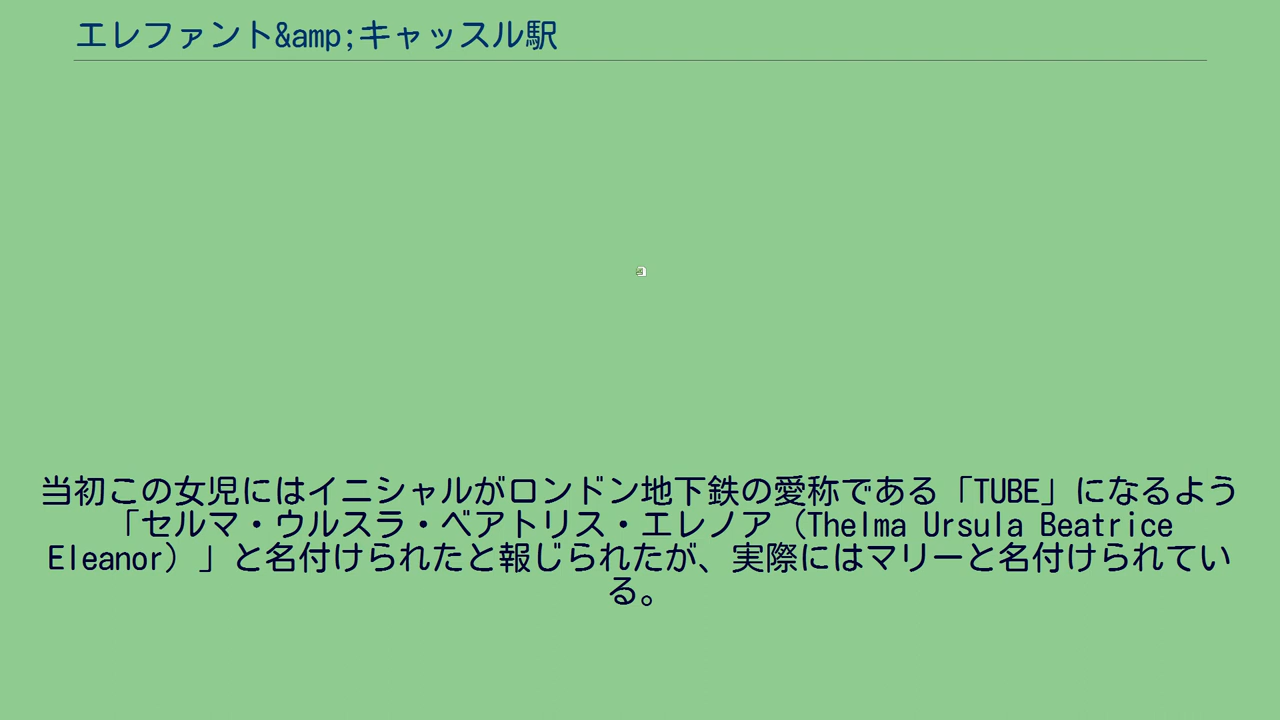 エレファント&amp;キャッスル駅
当初この女児にはイニシャルがロンドン地下鉄の愛称である「TUBE」になるよう
「セルマ・ウルスラ・ベアトリス・エレノア（Thelma Ursula Beatrice
Eleanor）」と名付けられたと報じられたが、実際にはマリーと名付けられてい
る。